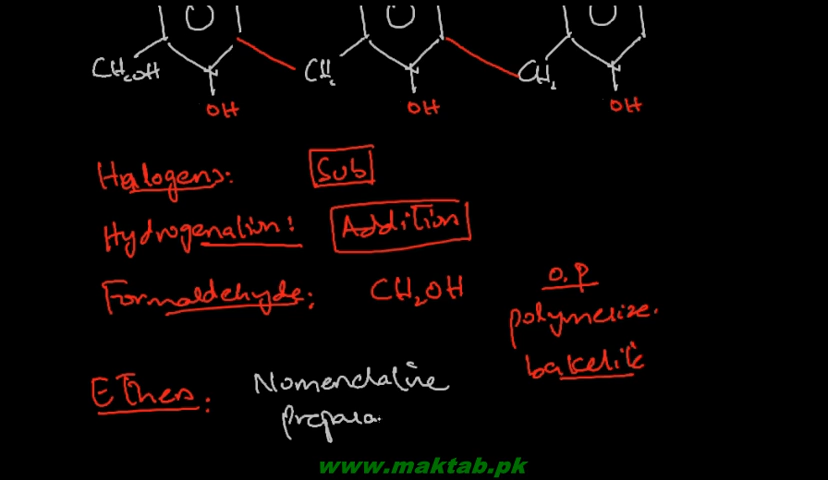 CH₂OH CH₂ CH₂
OH OH OH
Halogens: Sub
Hydrogenation: Addition
Formaldehyde: CH₂OH
O.P
polymerize.
bakelite
Ethers: Nomenclature
Prepara
www.maktab.pk